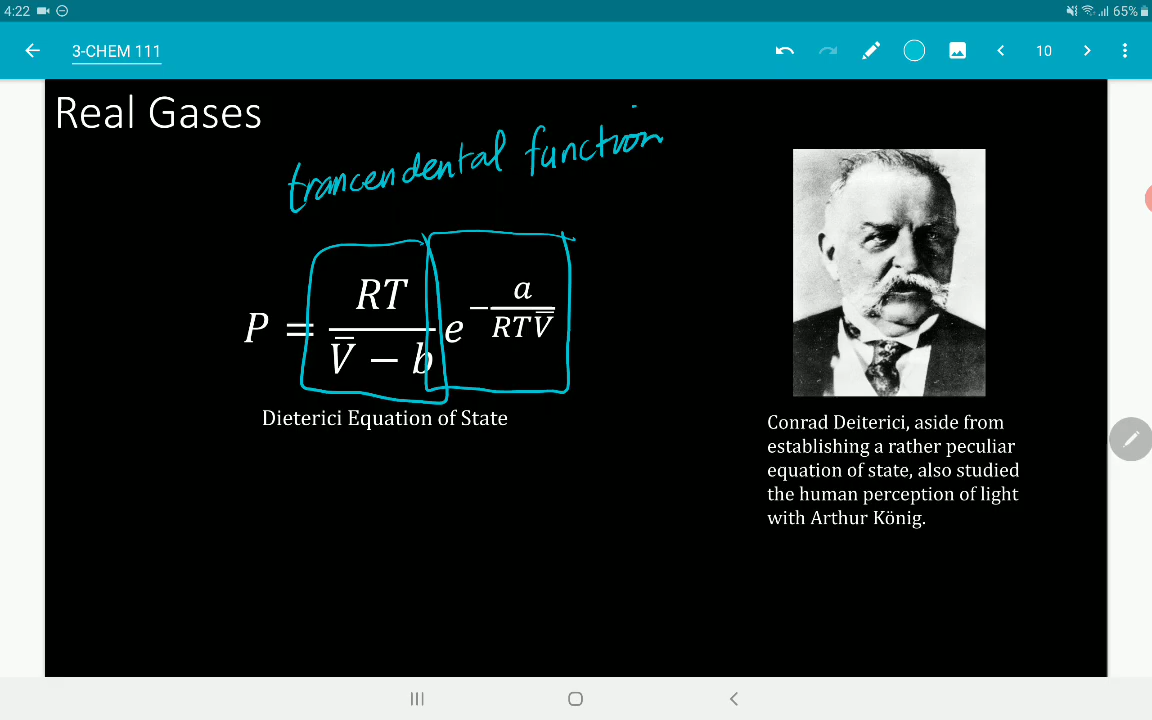 4:22 65%
3-CHEM 111 10
Real Gases
trancendental function
P = RT / V̄ − b e^−a/RTV̄
Dieterici Equation of State
Conrad Deiterici, aside from
establishing a rather peculiar
equation of state, also studied
the human perception of light
with Arthur König.